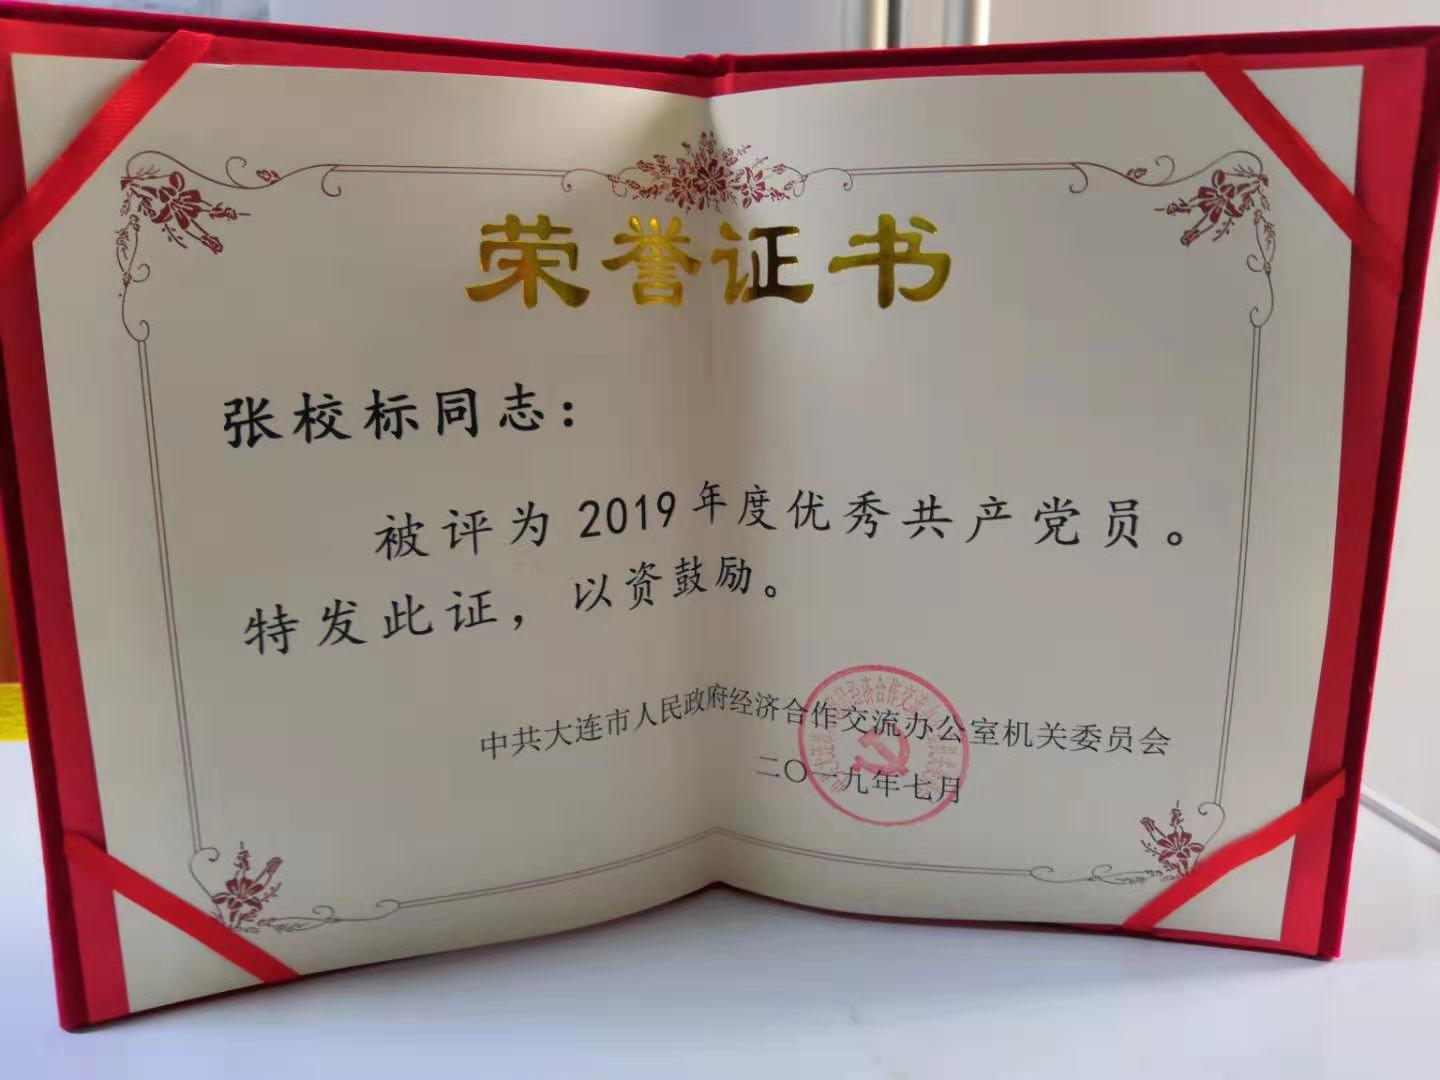 荣誉证书
张校标同志：
被评为2019年度优秀共产党员。
特发此证，以资鼓励。
中共大连市人民政府经济合作交流办公室机关委员会
二〇一九年七月